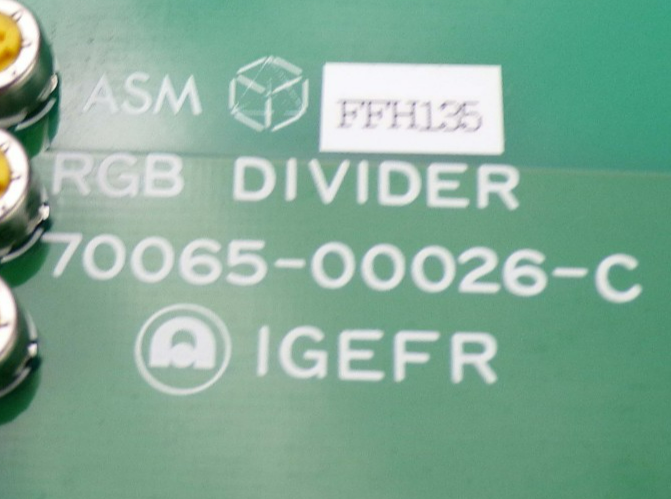 ASM FFH135
RGB DIVIDER
70065-00026-C
IGEFR